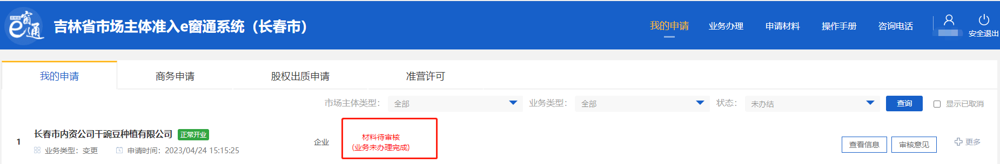 吉林省 窗
e通
吉林省市场主体准入e窗通系统（长春市）
我的申请 业务办理 申请材料 操作手册 咨询电话 安全退出
我的申请 商务申请 股权出质申请 准营许可
市场主体类型： 全部 业务类型： 全部 状态： 未办结 查询 显示已取消
1 长春市内资公司干豌豆种植有限公司 正常开业
业务类型：变更 申请时间：2023/04/24 15:15:25
企业
材料待审核
(业务未办理完成)
查看信息 审核意见 更多